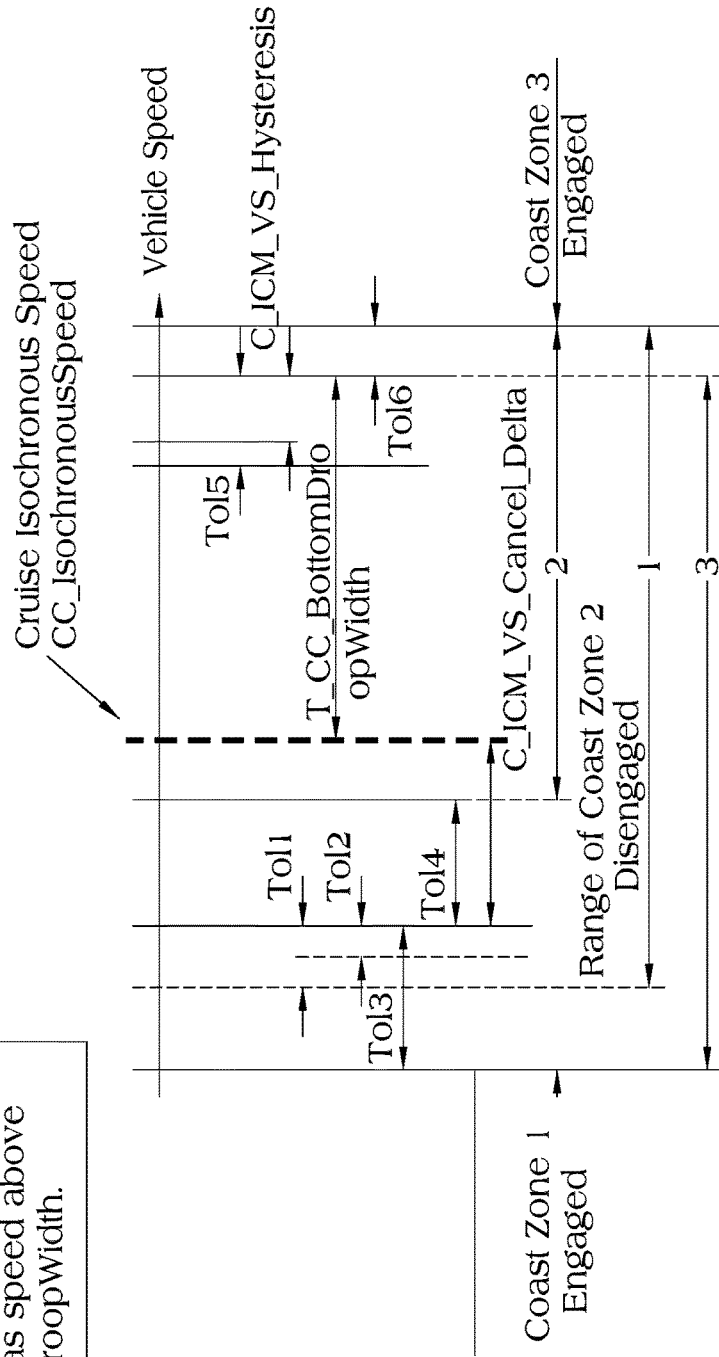 as speed above
roopWidth.
Cruise Isochronous Speed
CC_IsochronousSpeed
Vehicle Speed
C_ICM_VS_Hysteresis
Tol5
Tol6
T_CC_BottomDro
opWidth
Tol1
Tol2
Tol3
Tol4
C_ICM_VS_Cancel_Delta
2
Range of Coast Zone 2
Disengaged
1
3
Coast Zone 1
Engaged
Coast Zone 3
Engaged